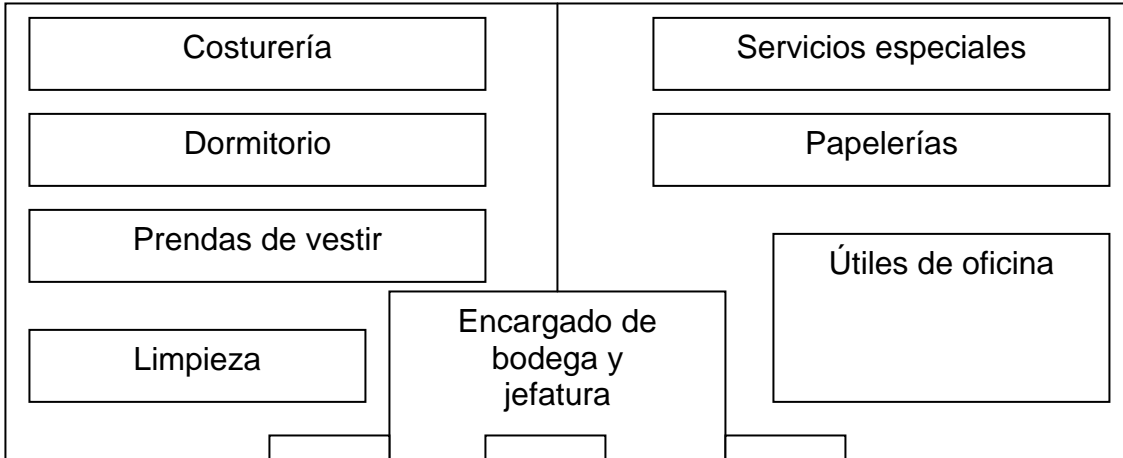 Costurería
Servicios especiales
Dormitorio
Papelerías
Prendas de vestir
Útiles de oficina
Limpieza
Encargado de
bodega y
jefatura